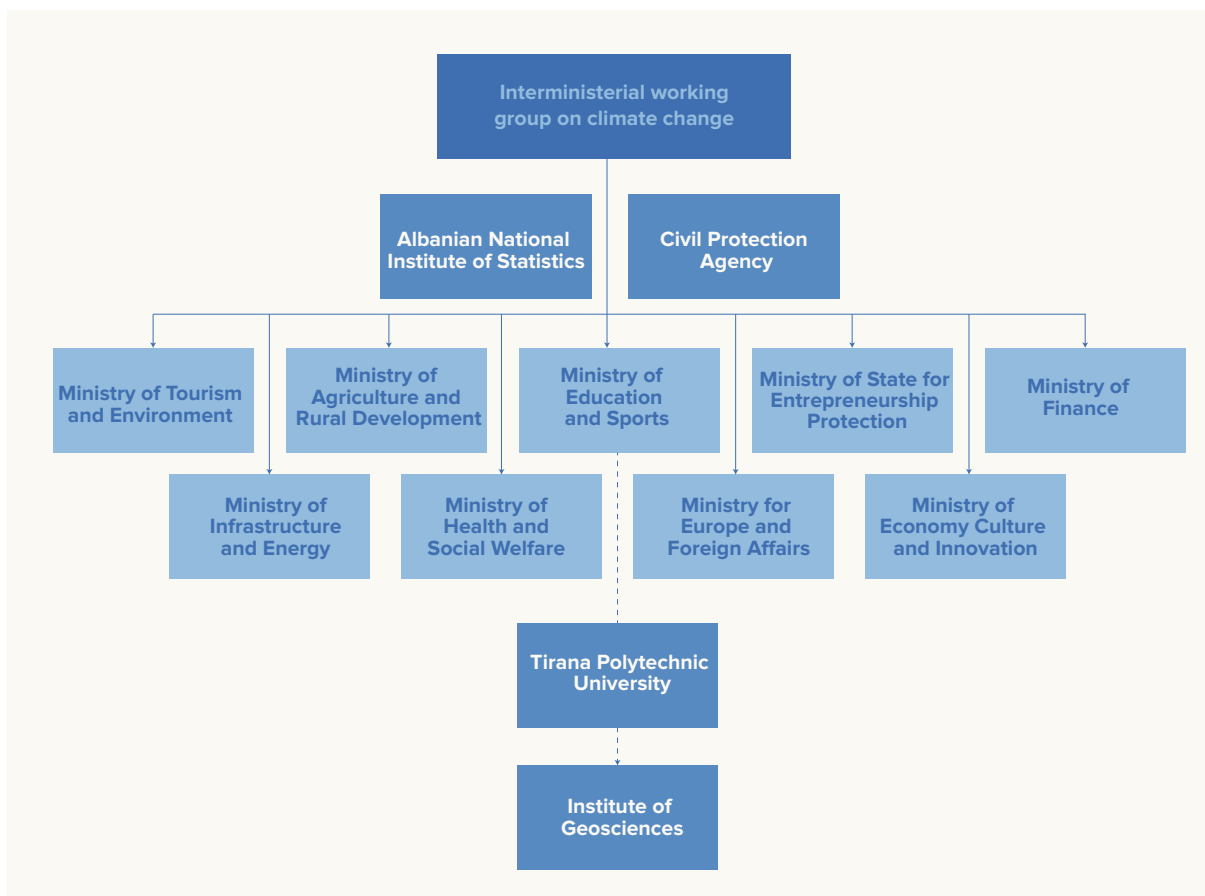 Interministerial working
group on climate change
Albanian National
Institute of Statistics
Civil Protection
Agency
Ministry of Tourism
and Environment
Ministry of
Agriculture and
Rural Development
Ministry of
Education
and Sports
Ministry of State for
Entrepreneurship
Protection
Ministry of
Finance
Ministry of
Infrastructure
and Energy
Ministry of
Health and
Social Welfare
Ministry for
Europe and
Foreign Affairs
Ministry of
Economy Culture
and Innovation
Tirana Polytechnic
University
Institute of
Geosciences